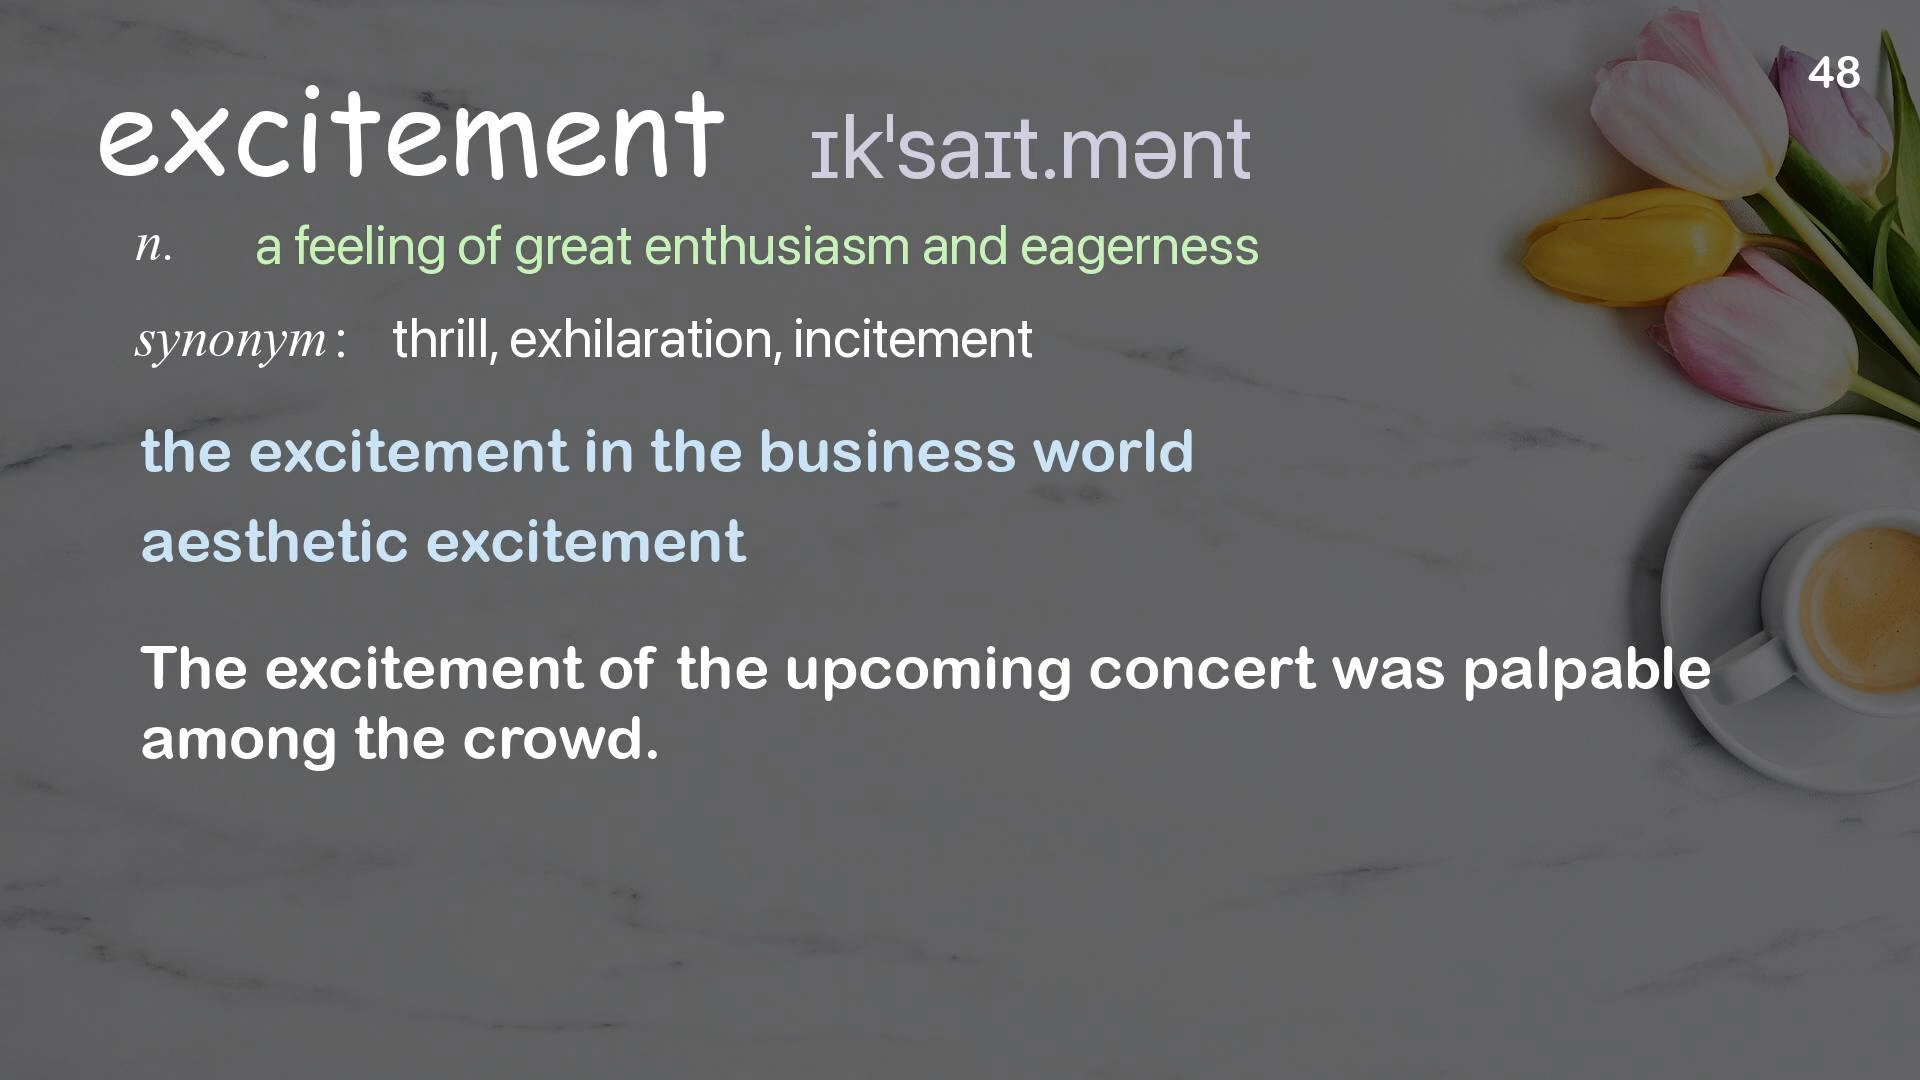 48
excitement ɪkˈsaɪt.mənt
n. a feeling of great enthusiasm and eagerness
synonym: thrill, exhilaration, incitement
the excitement in the business world
aesthetic excitement
The excitement of the upcoming concert was palpable
among the crowd.